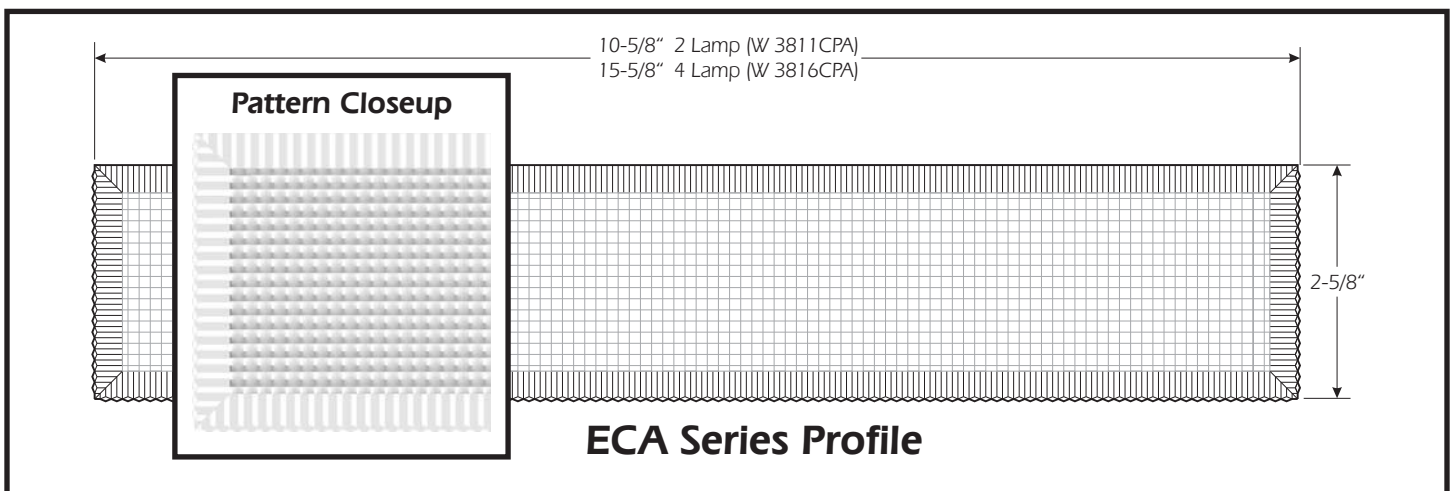 10-5/8“ 2 Lamp (W 3811CPA)
15-5/8“ 4 Lamp (W 3816CPA)
Pattern Closeup
2-5/8“
ECA Series Profile